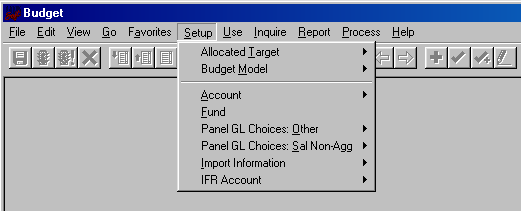 Budget
File Edit View Go Favorites Setup Use Inquire Report Process Help
Allocated Target
Budget Model
Account
Fund
Panel GL Choices: Other
Panel GL Choices: Sal Non-Agg
Import Information
IFR Account